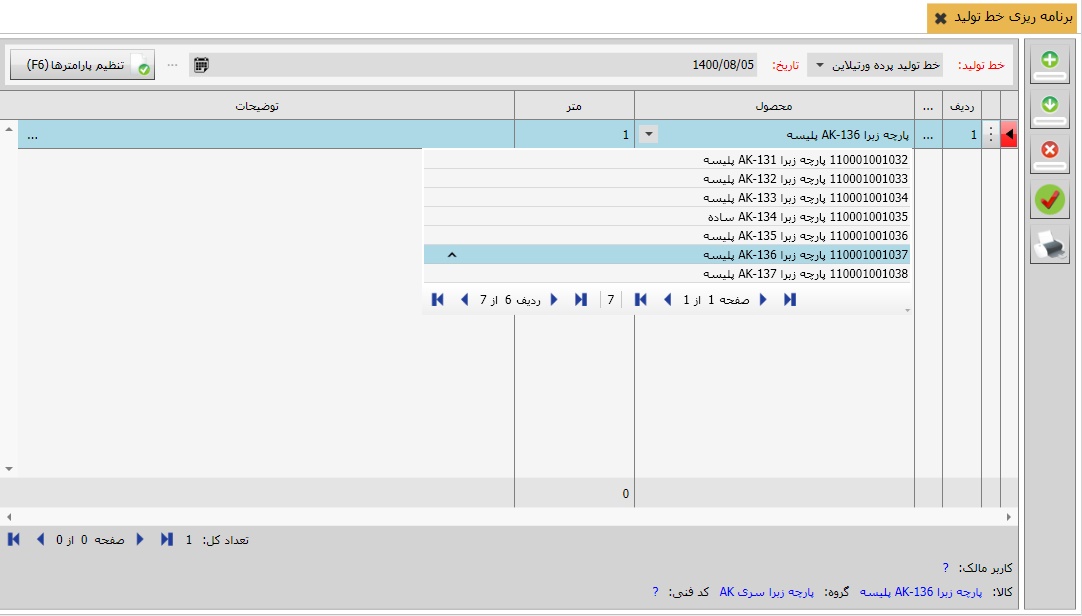 برنامه ریزی خط تولید
خط تولید: خط تولید پرده ورتیلاین تاریخ: 1400/08/05 ... تنظیم پارامترها (F6)
ردیف ... محصول متر توضیحات
1 ... پارچه زبرا AK-136 پلیسه 1 ...
110001001032 پارچه زبرا AK-131 پلیسه
110001001033 پارچه زبرا AK-132 پلیسه
110001001034 پارچه زبرا AK-133 پلیسه
110001001035 پارچه زبرا AK-134 ساده
110001001036 پارچه زبرا AK-135 پلیسه
110001001037 پارچه زبرا AK-136 پلیسه
110001001038 پارچه زبرا AK-137 پلیسه
صفحه 1 از 1 7 ردیف 6 از 7
0
تعداد کل: 1 صفحه 0 از 0
کاربر مالک: ?
کالا: پارچه زبرا AK-136 پلیسه گروه: پارچه زبرا سری AK کد فنی: ?